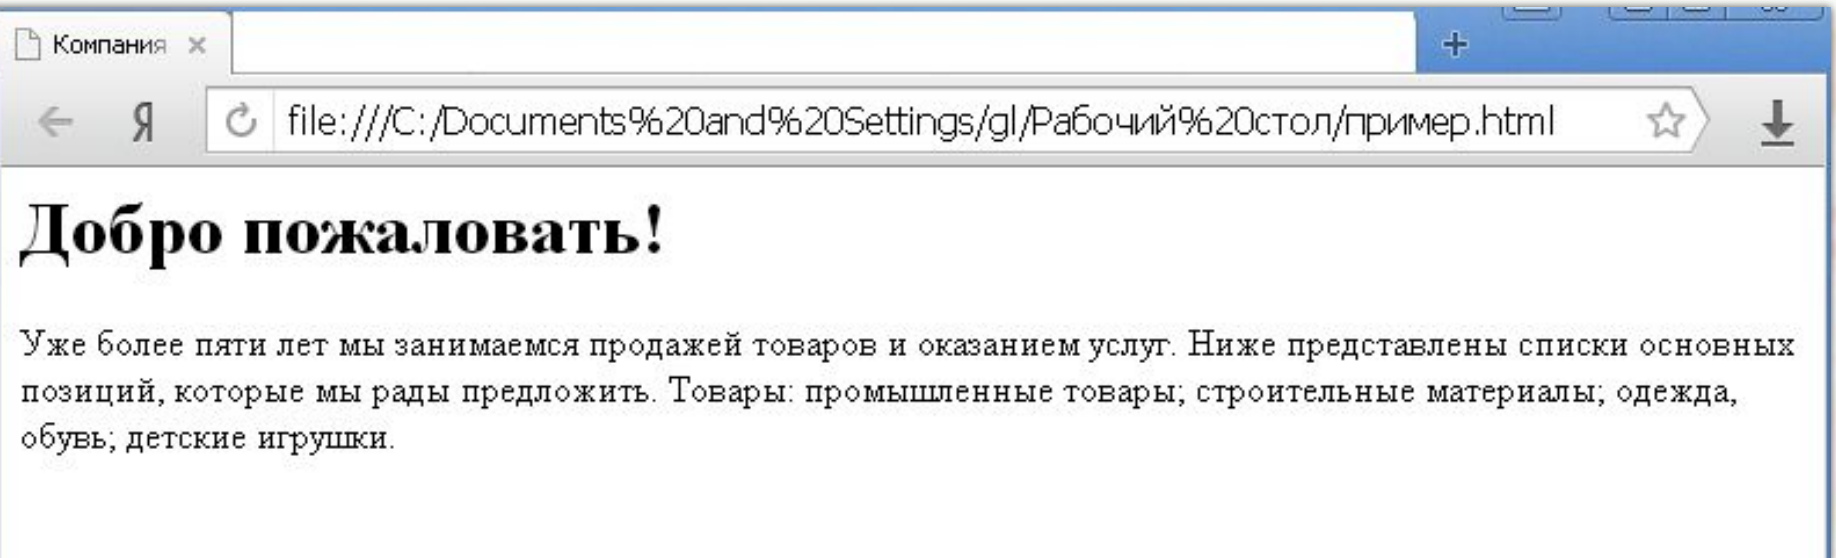 Компания
file:///C:/Documents%20and%20Settings/gl/Рабочий%20стол/пример.html
Добро пожаловать!
Уже более пяти лет мы занимаемся продажей товаров и оказанием услуг. Ниже представлены списки основных
позиций, которые мы рады предложить. Товары: промышленные товары; строительные материалы; одежда,
обувь; детские игрушки.